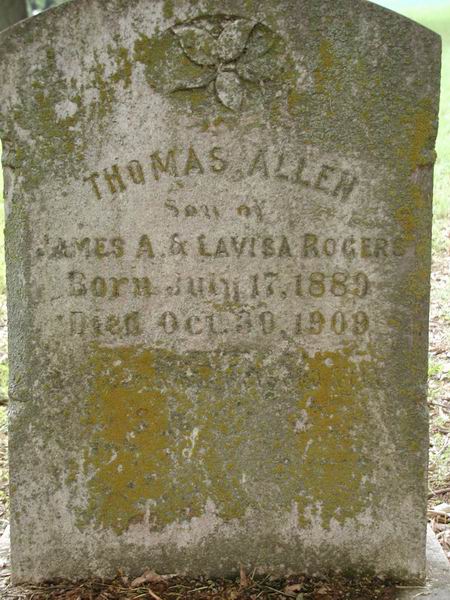 THOMAS ALLEN
Son of
JAMES A. & LAVISA ROGERS
Born July 17, 1889
Died Oct. 30, 1909